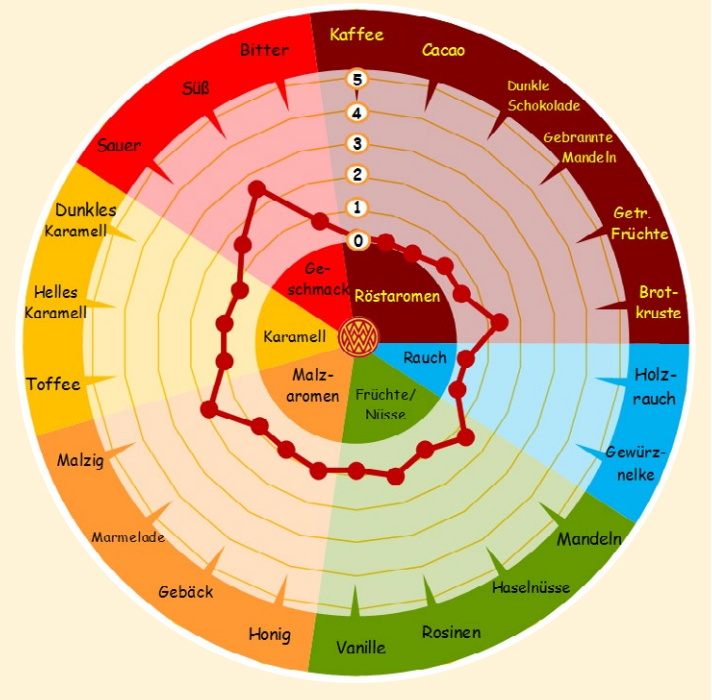 Kaffee
Cacao
Dunkle
Schokolade
Gebrannte
Mandeln
Getr.
Früchte
Brot-
kruste
Holz-
rauch
Gewürz-
nelke
Mandeln
Haselnüsse
Rosinen
Vanille
Honig
Gebäck
Marmelade
Malzig
Toffee
Helles
Karamell
Dunkles
Karamell
Sauer
Süß
Bitter
5
4
3
2
1
0
Ge-
schmack
Röstaromen
Karamell
Rauch
Malz-
aromen
Früchte/
Nüsse